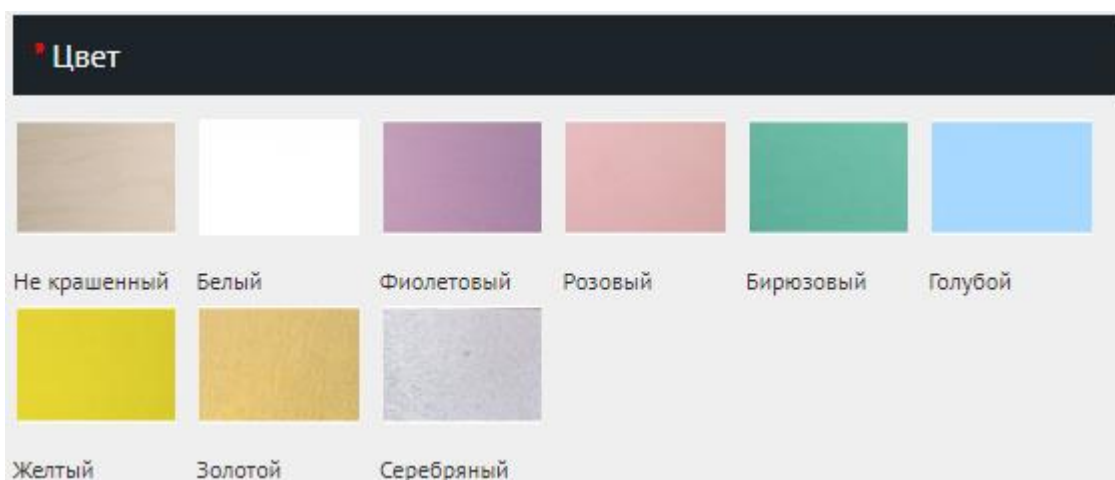 Цвет
Не крашенный Белый Фиолетовый Розовый Бирюзовый Голубой
Желтый Золотой Серебряный